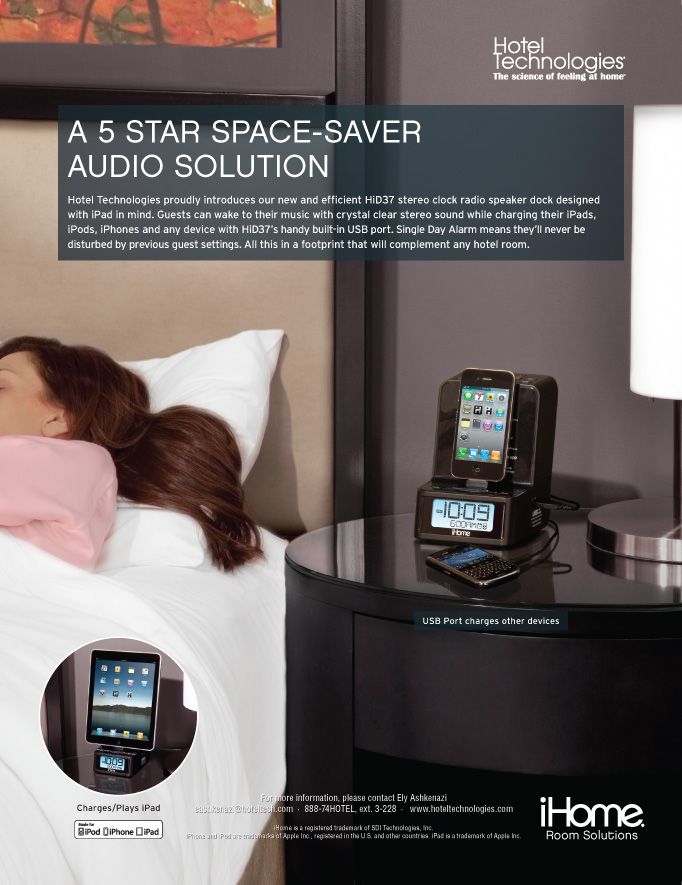 Hotel
Technologies
The science of feeling at home
A 5 STAR SPACE-SAVER
AUDIO SOLUTION
Hotel Technologies proudly introduces our new and efficient HiD37 stereo clock radio speaker dock designed
with iPad in mind. Guests can wake to their music with crystal clear stereo sound while charging their iPads,
iPods, iPhones and any device with HiD37's handy built-in USB port. Single Day Alarm means they'll never be
disturbed by previous guest settings. All this in a footprint that will complement any hotel room.
10:09
6:00AM
iHome
USB Port charges other devices
Charges/Plays iPad
Made for
iPod iPhone iPad
For more information, please contact Ely Ashkenazi
888-74HOTEL, ext. 3-228 · www.hoteltechnologies.com
iHome is a registered trademark of SDI Technologies, Inc.
iPhone and iPod are trademarks of Apple Inc., registered in the U.S. and other countries. iPad is a trademark of Apple Inc.
iHome
Room Solutions